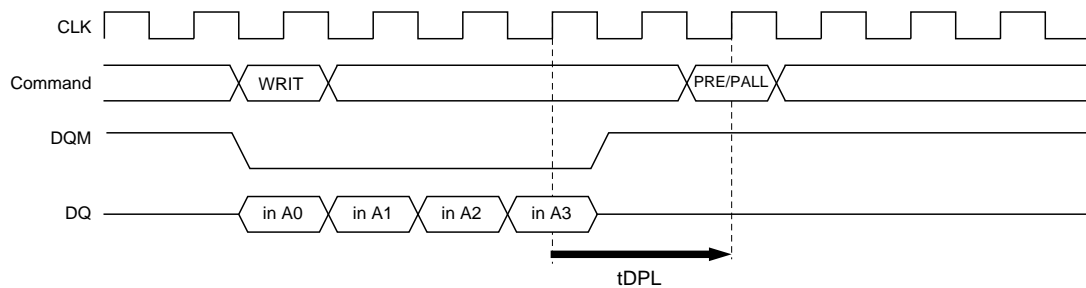 CLK
Command WRIT PRE/PALL
DQM
DQ in A0 in A1 in A2 in A3
tDPL